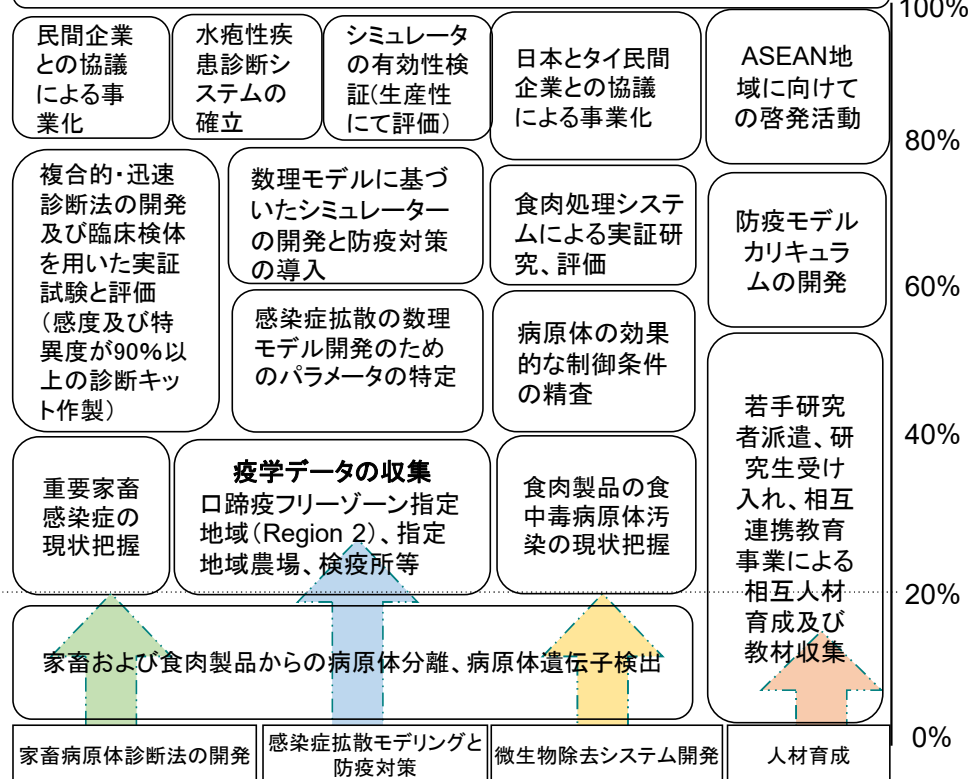 100%
民間企業
との協議
による事
業化
水疱性疾
患診断シ
ステムの
確立
シミュレータ
の有効性検
証(生産性
にて評価)
日本とタイ民間
企業との協議
による事業化
ASEAN地
域に向けて
の啓発活動
80%
複合的・迅速
診断法の開発
及び臨床検体
を用いた実証
試験と評価
(感度及び特
異度が90%以
上の診断キッ
ト作製)
数理モデルに基づ
いたシミュレーター
の開発と防疫対策
の導入
食肉処理システ
ムによる実証研
究、評価
防疫モデル
カリキュラ
ムの開発
60%
感染症拡散の数理
モデル開発のため
のパラメータの特定
病原体の効果
的な制御条件
の精査
若手研究
者派遣、研
究生受け
入れ、相互
連携教育
事業による
相互人材
育成及び
教材収集
40%
重要家畜
感染症の
現状把握
疫学データの収集
口蹄疫フリーゾーン指定
地域(Region 2)、指定
地域農場、検疫所等
食肉製品の食
中毒病原体汚
染の現状把握
20%
家畜および食肉製品からの病原体分離、病原体遺伝子検出
0%
家畜病原体診断法の開発
感染症拡散モデリングと
防疫対策
微生物除去システム開発
人材育成